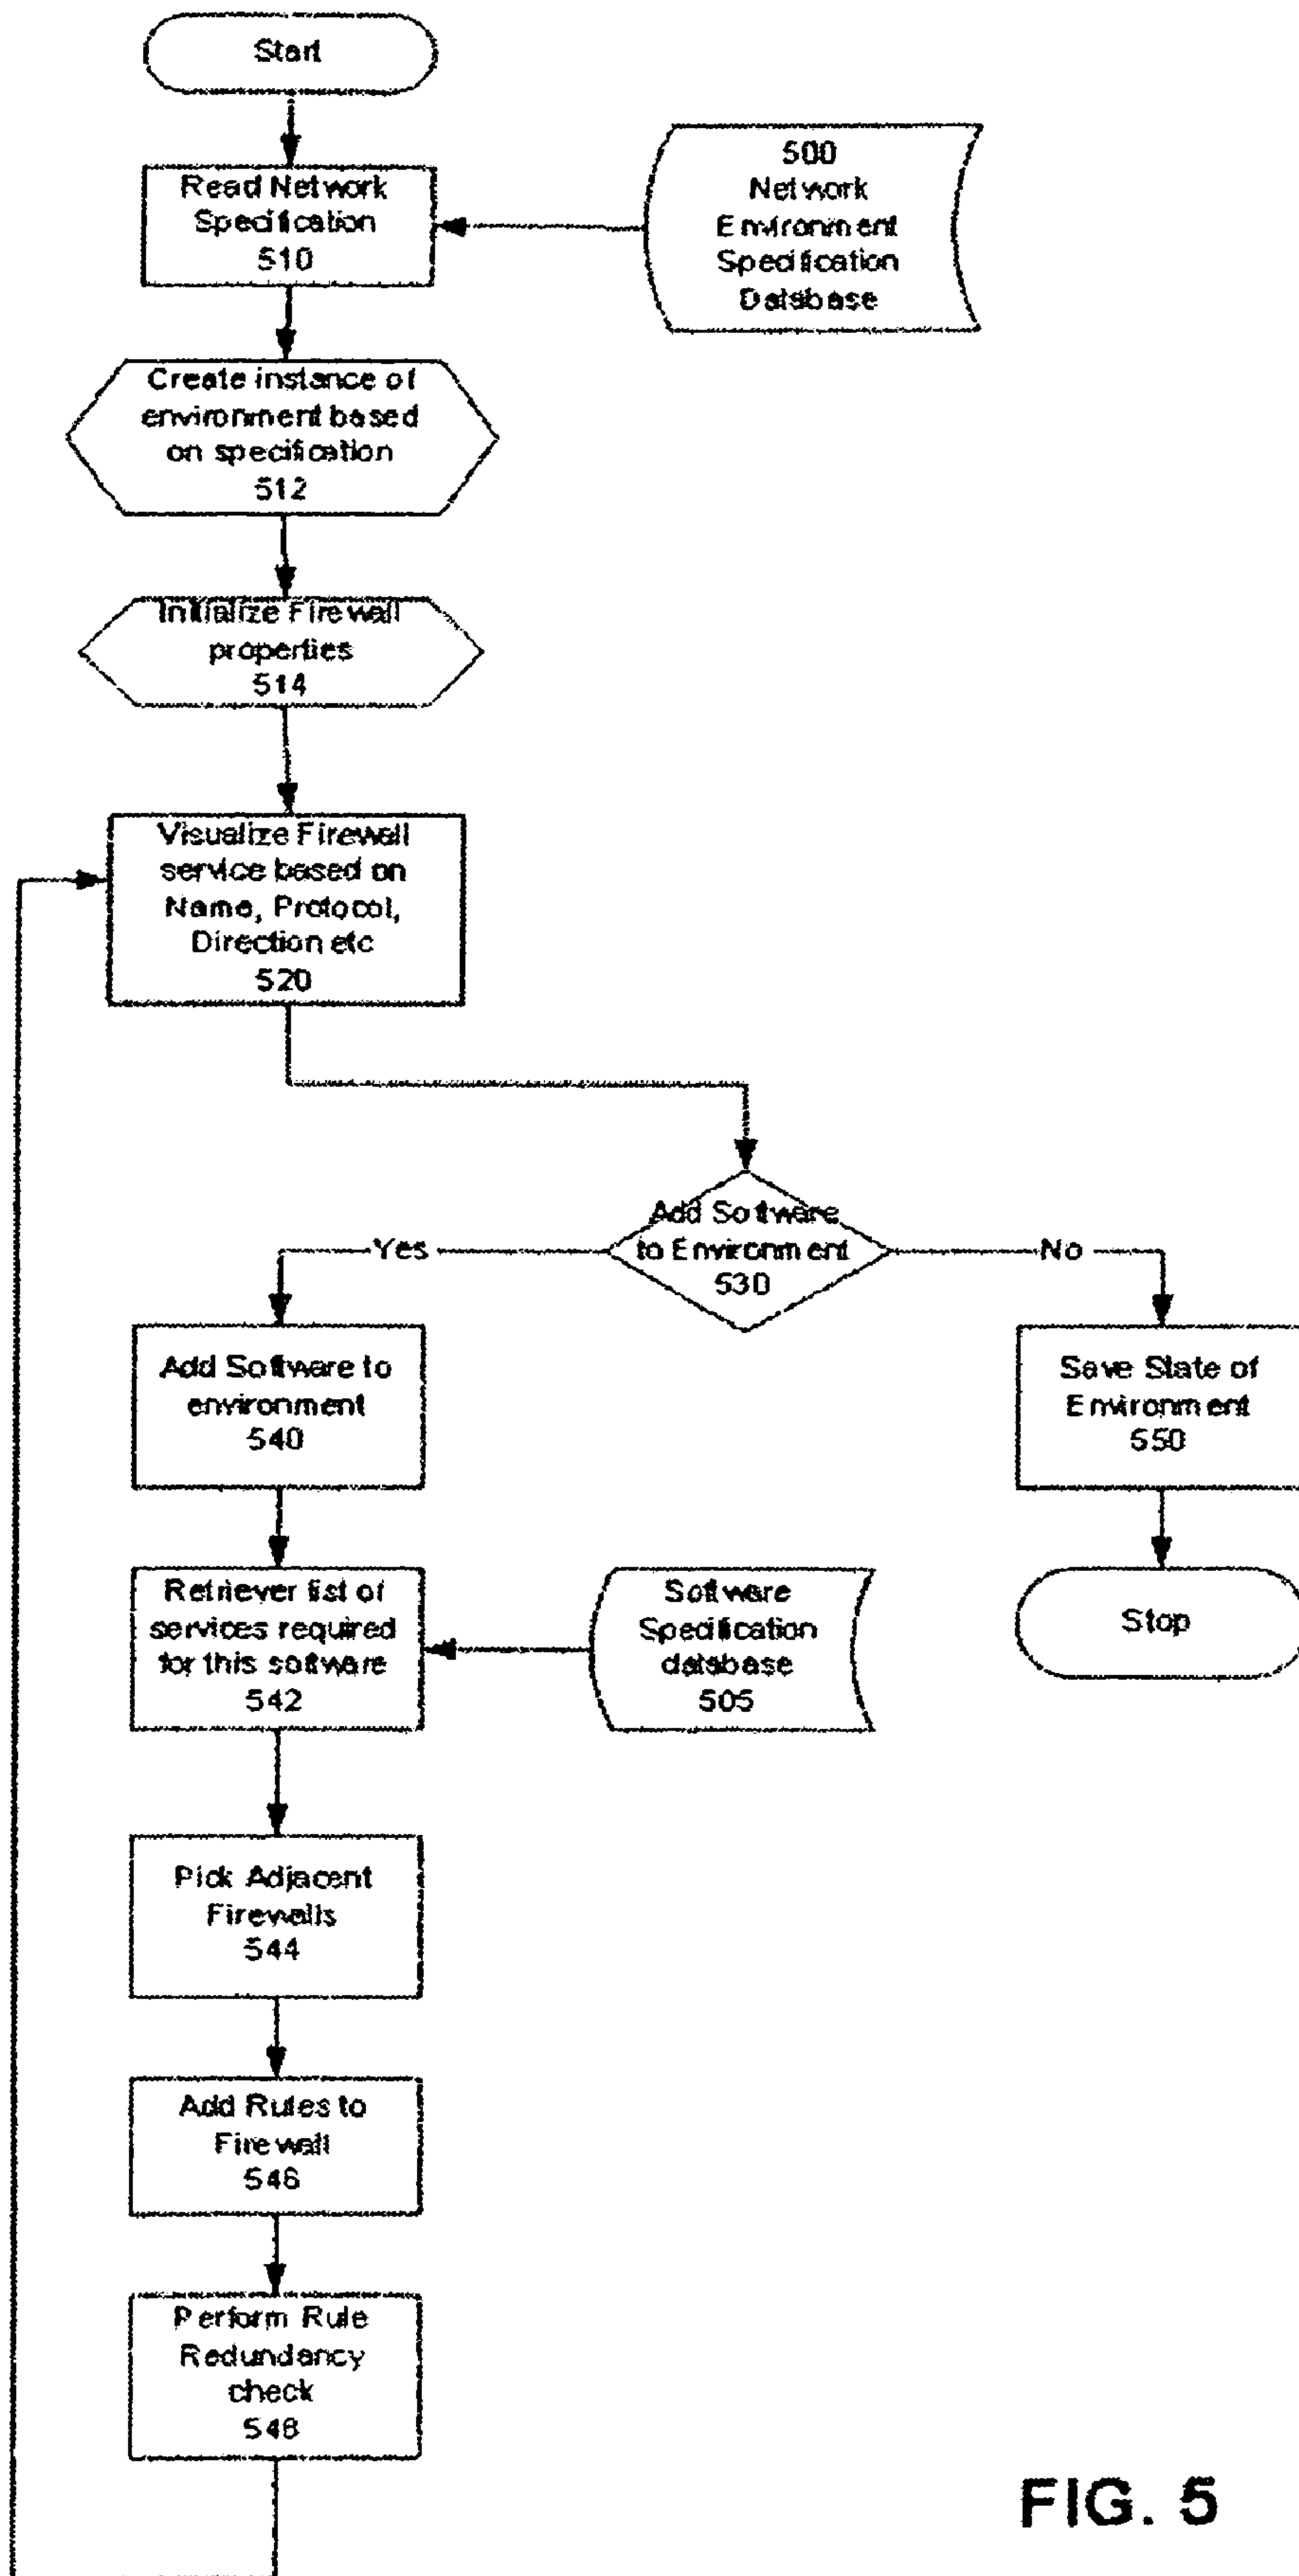 Start
Read Network
Specification
510
500
Network
Environment
Specification
Database
Create instance of
environment based
on specification
512
Initialize Firewall
properties
514
Visualize Firewall
service based on
Name, Protocol,
Direction etc
520
Add Software
to Environment
530
Yes
No
Add Software to
environment
540
Save State of
Environment
550
Retriever list of
services required
for this software
542
Software
Specification
database
505
Stop
Pick Adjacent
Firewalls
544
Add Rules to
Firewall
546
Perform Rule
Redundancy
check
548
FIG. 5